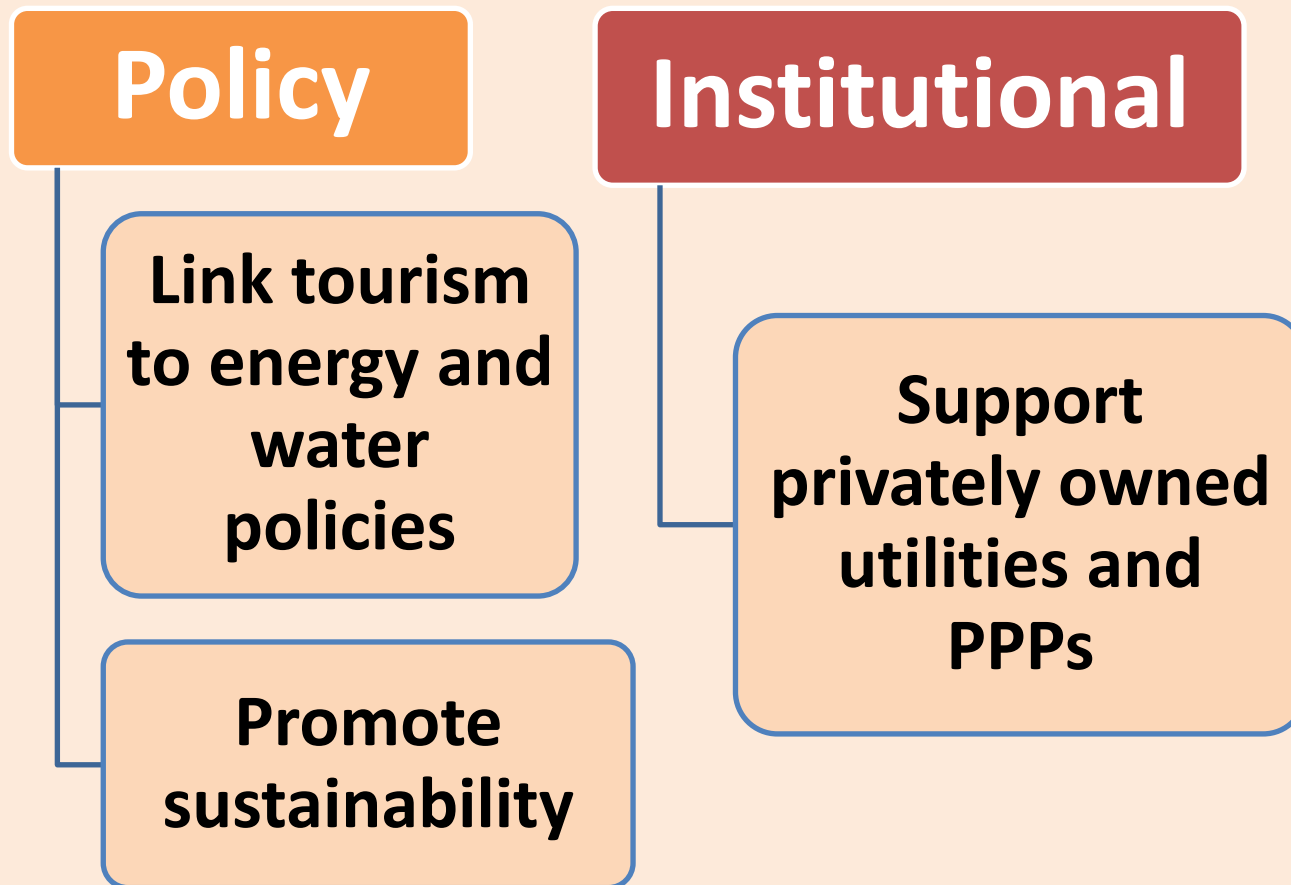 Policy
Link tourism
to energy and
water
policies
Promote
sustainability
Institutional
Support
privately owned
utilities and
PPPs